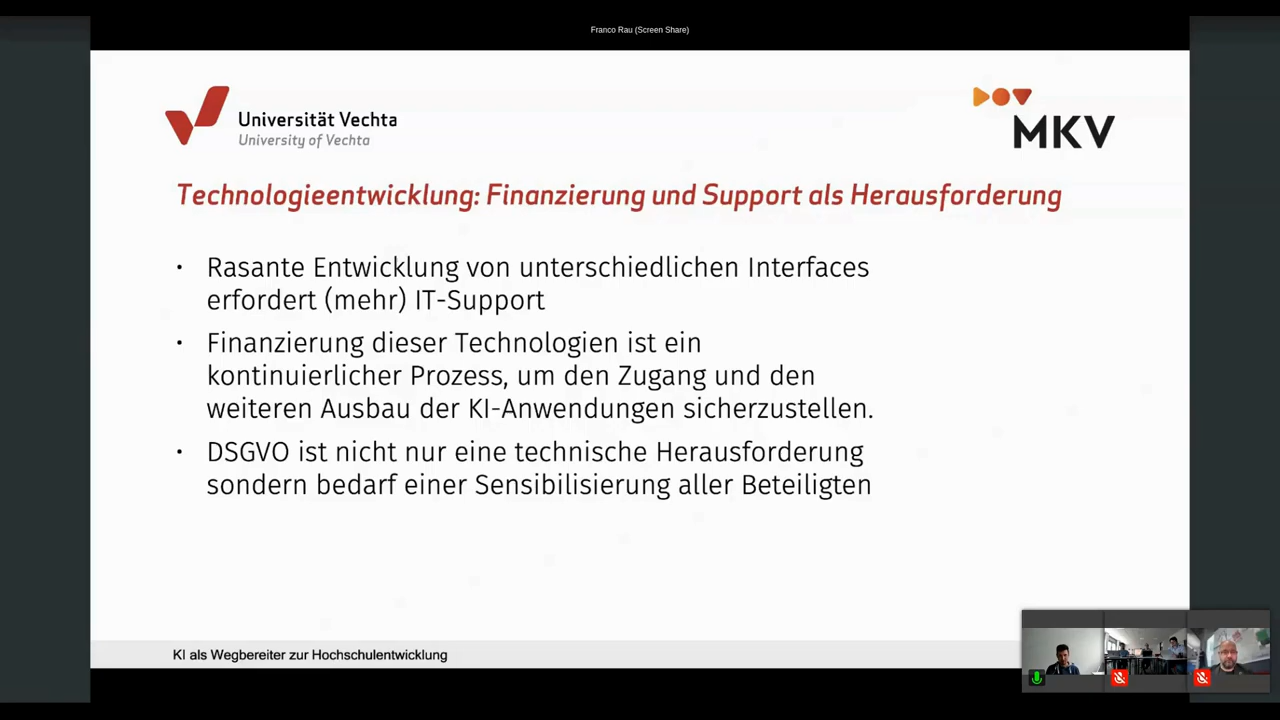 Franco Rau (Screen Share)
Universität Vechta
University of Vechta
MKV
Technologieentwicklung: Finanzierung und Support als Herausforderung
• Rasante Entwicklung von unterschiedlichen Interfaces
erfordert (mehr) IT-Support
• Finanzierung dieser Technologien ist ein
kontinuierlicher Prozess, um den Zugang und den
weiteren Ausbau der KI-Anwendungen sicherzustellen.
• DSGVO ist nicht nur eine technische Herausforderung
sondern bedarf einer Sensibilisierung aller Beteiligten
KI als Wegbereiter zur Hochschulentwicklung